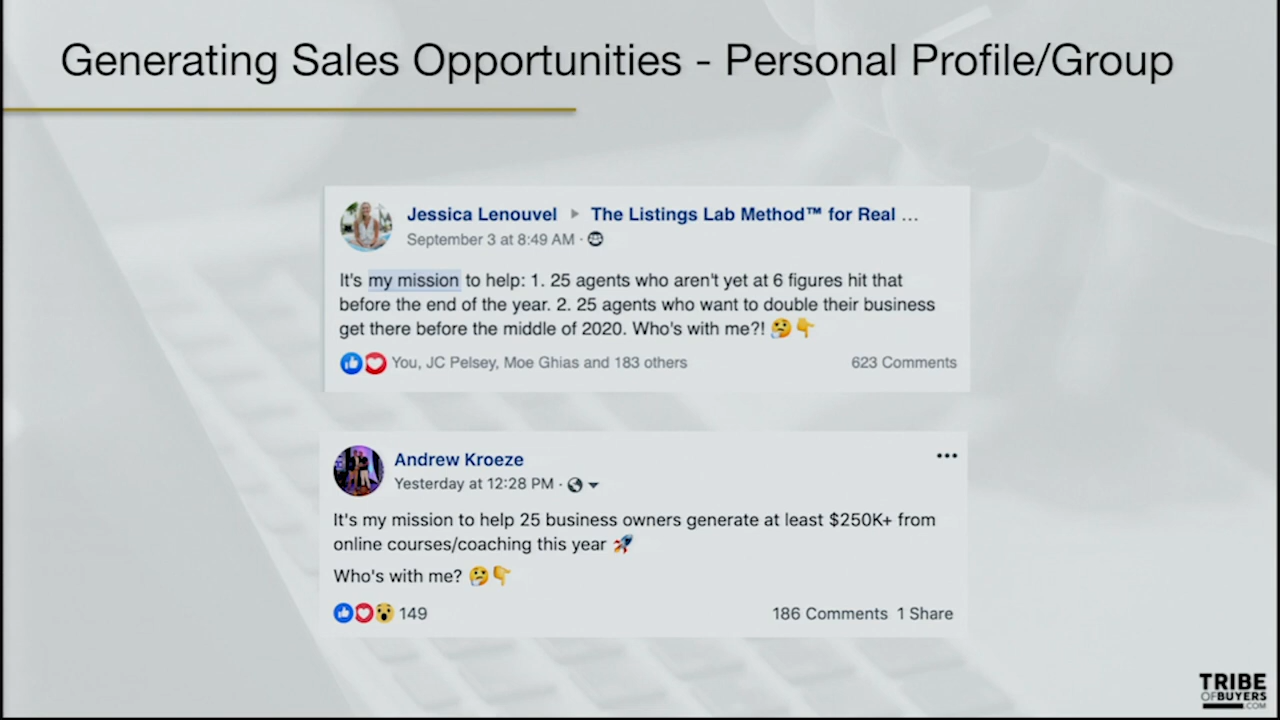 Generating Sales Opportunities - Personal Profile/Group
Jessica Lenouvel ▸ The Listings Lab Method™ for Real ...
September 3 at 8:49 AM ·
It's my mission to help: 1. 25 agents who aren't yet at 6 figures hit that
before the end of the year. 2. 25 agents who want to double their business
get there before the middle of 2020. Who's with me?! 🤔👇
You, JC Pelsey, Moe Ghias and 183 others 623 Comments
Andrew Kroeze
Yesterday at 12:28 PM ·
It's my mission to help 25 business owners generate at least $250K+ from
online courses/coaching this year 🚀
Who's with me? 🤔👇
149 186 Comments 1 Share
TRIBE
OFBUYERS
.COM